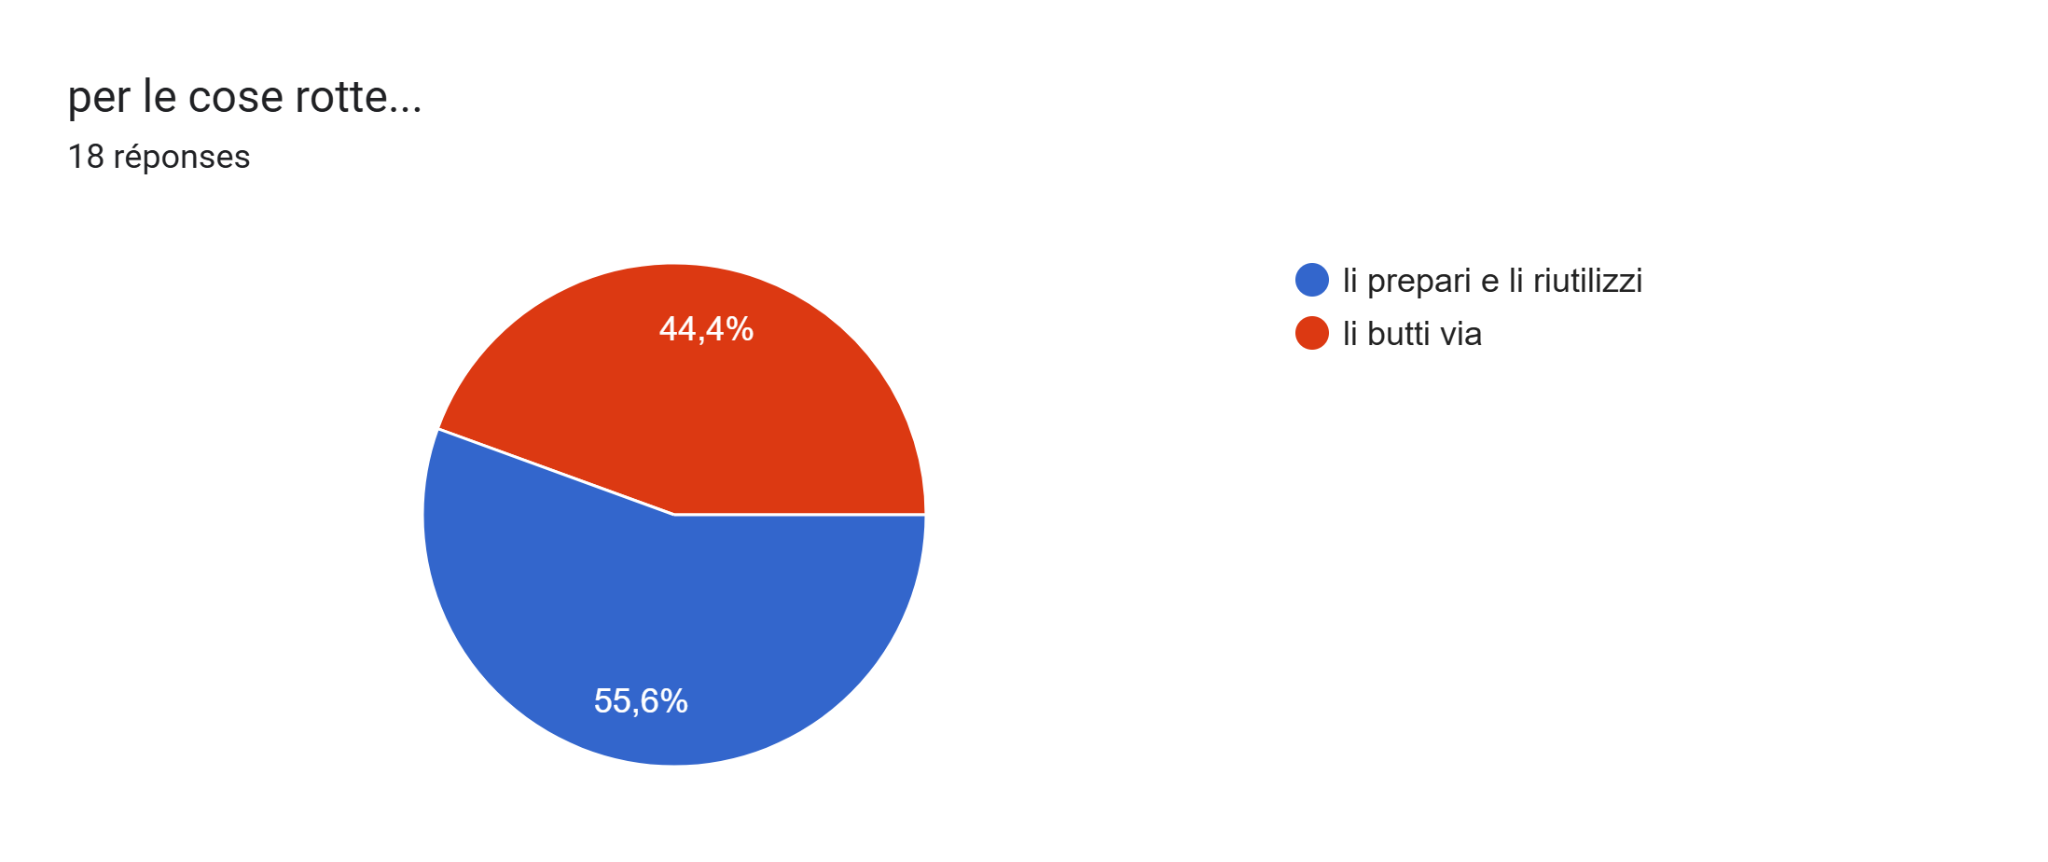 per le cose rotte...
18 réponses
li prepari e li riutilizzi
li butti via
44,4%
55,6%